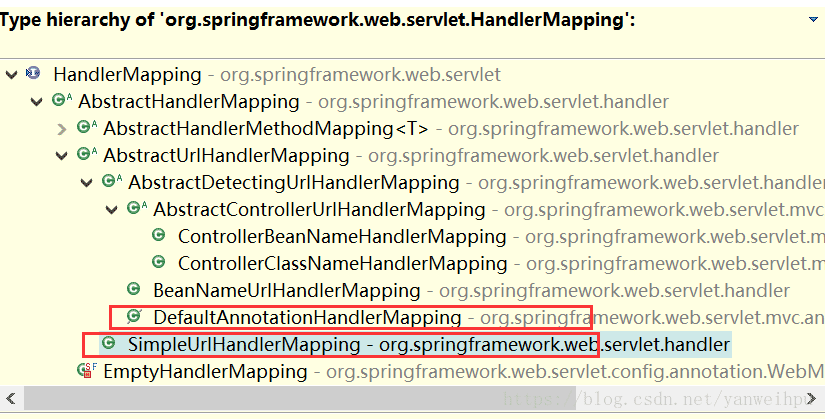 Type hierarchy of 'org.springframework.web.servlet.HandlerMapping':
HandlerMapping - org.springframework.web.servlet
AbstractHandlerMapping - org.springframework.web.servlet.handler
AbstractHandlerMethodMapping<T> - org.springframework.web.servlet.handler
AbstractUrlHandlerMapping - org.springframework.web.servlet.handler
AbstractDetectingUrlHandlerMapping - org.springframework.web.servlet.handler
AbstractControllerUrlHandlerMapping - org.springframework.web.servlet.mvc
ControllerBeanNameHandlerMapping - org.springframework.web.servlet.m
ControllerClassNameHandlerMapping - org.springframework.web.servlet.m
BeanNameUrlHandlerMapping - org.springframework.web.servlet.handler
DefaultAnnotationHandlerMapping - org.springframework.web.servlet.mvc.an
SimpleUrlHandlerMapping - org.springframework.web.servlet.handler
EmptyHandlerMapping - org.springframework.web.servlet.config.annotation.WebM
https://blog.csdn.net/yanweihpu